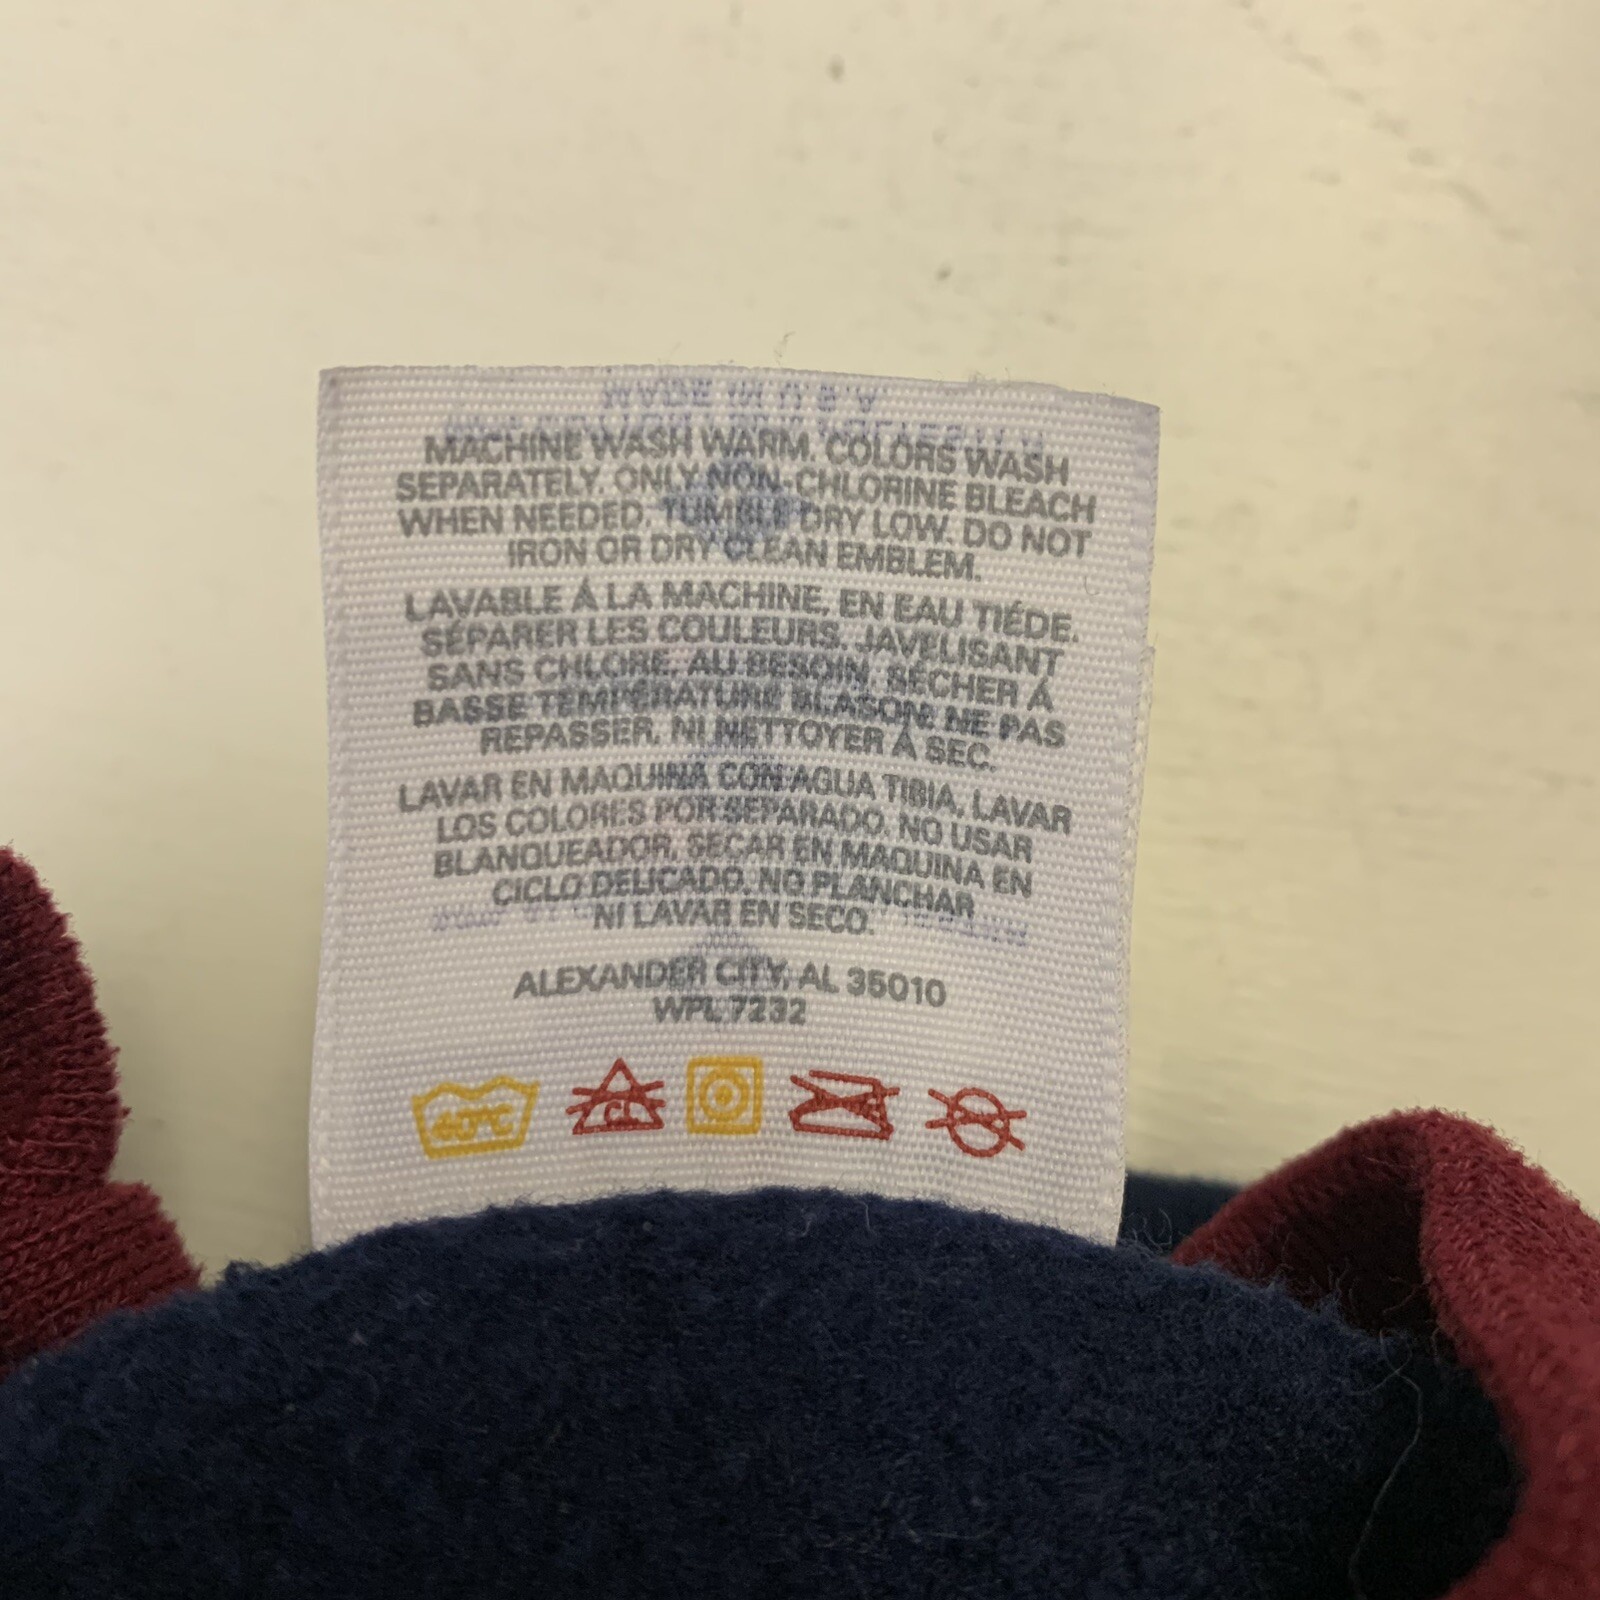 MACHINE WASH WARM. COLORS WASH
SEPARATELY. ONLY NON-CHLORINE BLEACH
WHEN NEEDED. TUMBLE DRY LOW. DO NOT
IRON OR DRY CLEAN EMBLEM.
LAVABLE Á LA MACHINE, EN EAU TIÉDE.
SÉPARER LES COULEURS. JAVELISANT
SANS CHLORE. AU BESOIN, SÉCHER Á
BASSE TEMPÉRATURE BLASON: NE PAS
REPASSER, NI NETTOYER Á SEC.
LAVAR EN MAQUINA CON AGUA TIBIA, LAVAR
LOS COLORES POR SEPARADO. NO USAR
BLANQUEADOR, SECAR EN MAQUINA EN
CICLO DELICADO. NO PLANCHAR
NI LAVAR EN SECO.
ALEXANDER CITY, AL 35010
WPL 7232
40°C CL